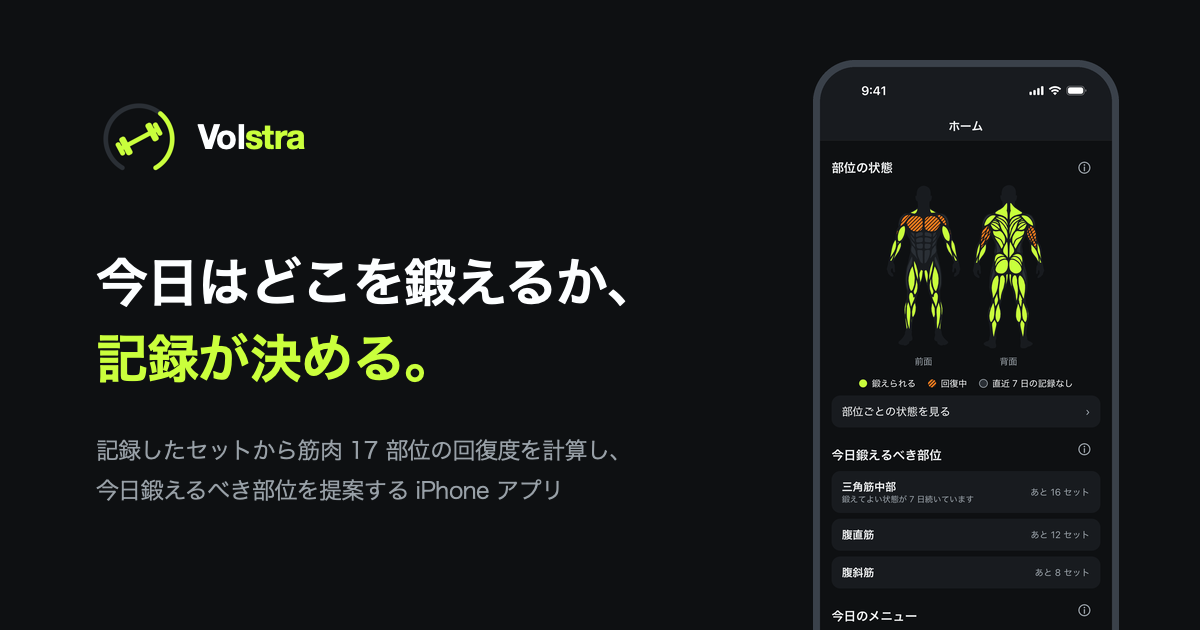 Volstra
今日はどこを鍛えるか、
記録が決める。
記録したセットから筋肉 17 部位の回復度を計算し、
今日鍛えるべき部位を提案する iPhone アプリ
9:41
ホーム
部位の状態
前面
背面
鍛えられる 回復中 直近 7 日の記録なし
部位ごとの状態を見る
今日鍛えるべき部位
三角筋中部
鍛えてよい状態が 7 日続いています
あと 16 セット
腹直筋
あと 12 セット
腹斜筋
あと 8 セット
今日のメニュー